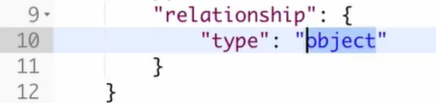 9 "relationship": {
10 "type": "object"
11 }
12 }